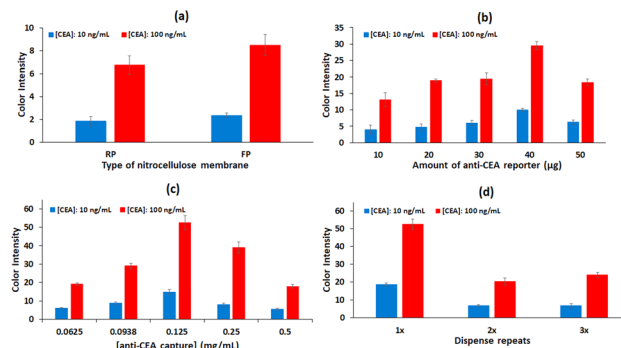 (a)
[CEA]: 10 ng/mL [CEA]: 100 ng/mL
Color Intensity
10
8
6
4
2
0
RP FP
Type of nitrocellulose membrane
(b)
[CEA]: 10 ng/mL [CEA]: 100 ng/mL
Color Intensity
35
30
25
20
15
10
5
0
10 20 30 40 50
Amount of anti-CEA reporter (µg)
(c)
[CEA]: 10 ng/mL [CEA]: 100 ng/mL
Color Intensity
60
50
40
30
20
10
0
0.0625 0.0938 0.125 0.25 0.5
[anti-CEA capture] (mg/mL)
(d)
[CEA]: 10 ng/mL [CEA]: 100 ng/mL
Color Intensity
60
50
40
30
20
10
0
1x 2x 3x
Dispense repeats